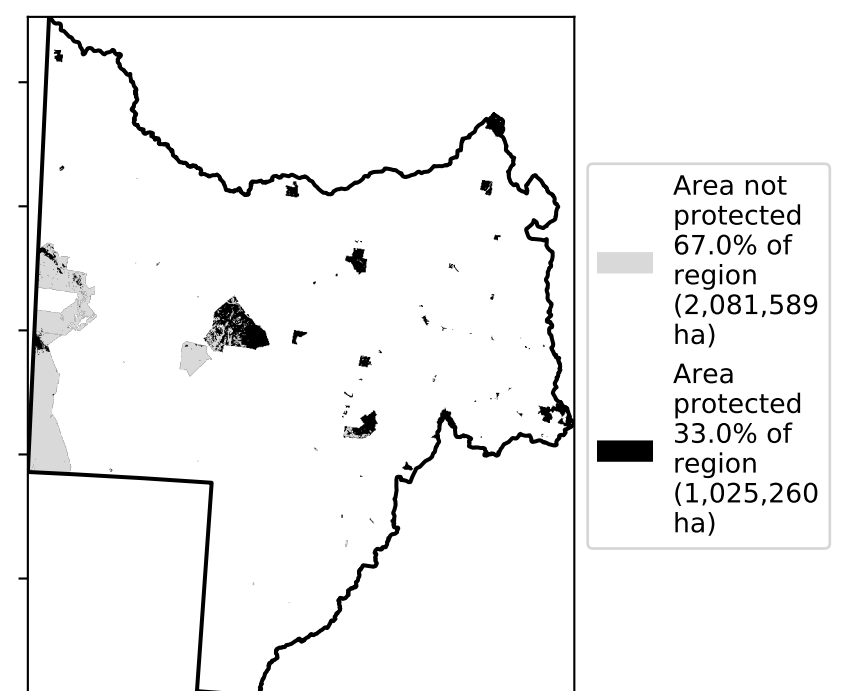 Area not
protected
67.0% of
region
(2,081,589
ha)
Area
protected
33.0% of
region
(1,025,260
ha)